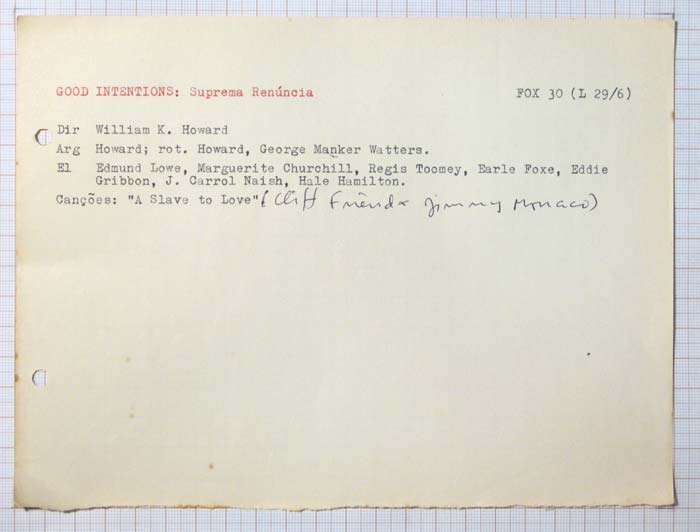 GOOD INTENTIONS: Suprema Renúncia FOX 30 (L 29/6)
Dir William K. Howard
Arg Howard; rot. Howard, George Manker Watters.
El Edmund Lowe, Marguerite Churchill, Regis Toomey, Earle Foxe, Eddie
Gribbon, J. Carrol Naish, Hale Hamilton.
Canções: "A Slave to Love" (Cliff Friend & Jimmy Monaco)